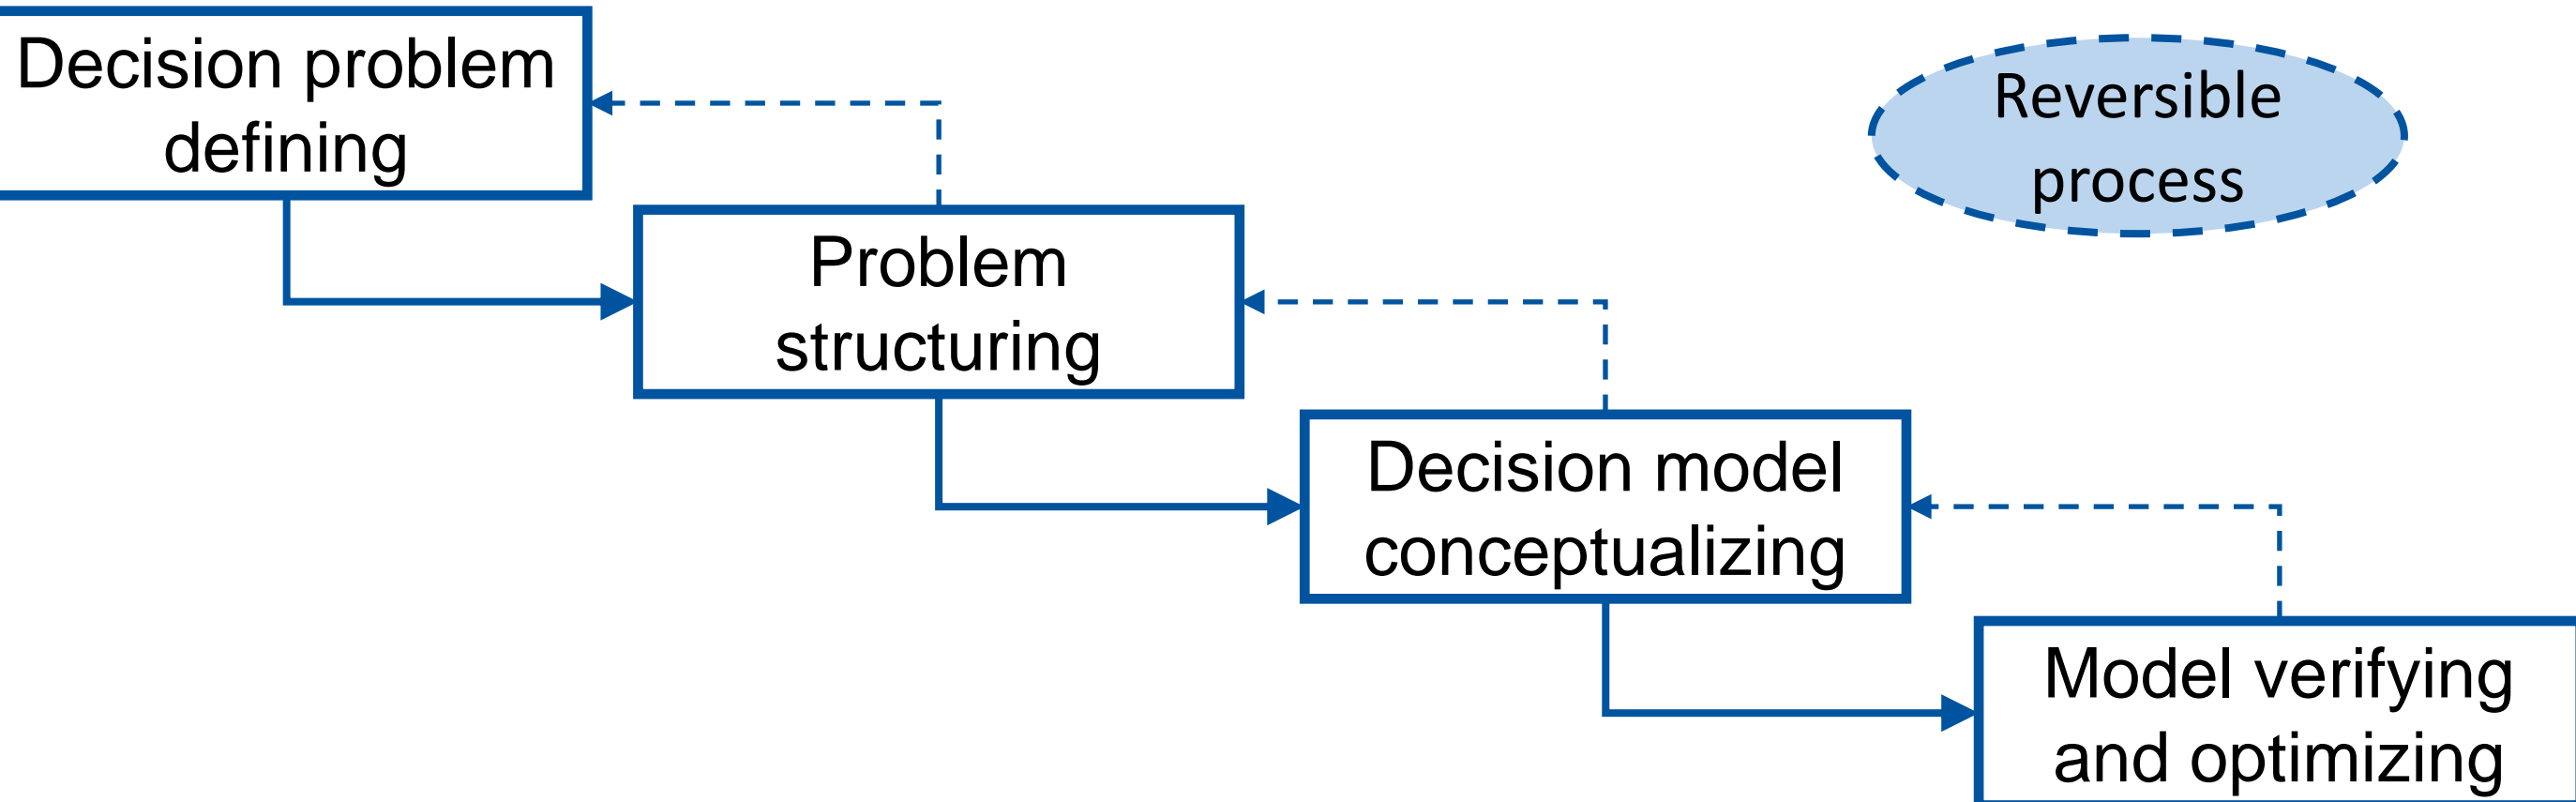 Decision problem
defining
Reversible
process
Problem
structuring
Decision model
conceptualizing
Model verifying
and optimizing